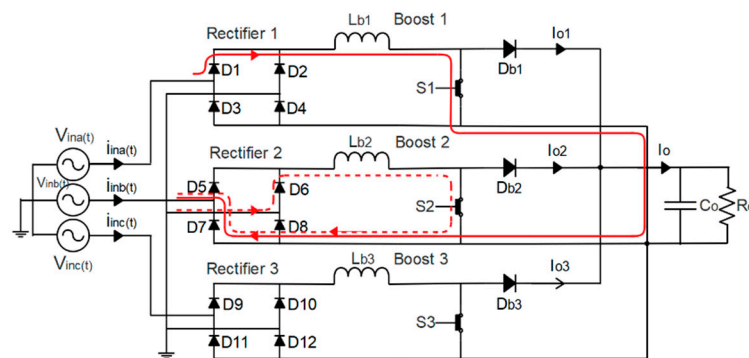 Rectifier 1 Lb1 Boost 1 Io1
D1 D2 Db1
S1
D3 D4
Vina(t) iina(t)
Rectifier 2 Lb2 Boost 2 Io2 Io
Vinb(t) iinb(t) D5 D6 Db2
S2 Co
D7 D8
iinc(t)
Vinc(t)
Rectifier 3 Lb3 Boost 3 Io3
D9 D10 Db3
S3
D11 D12